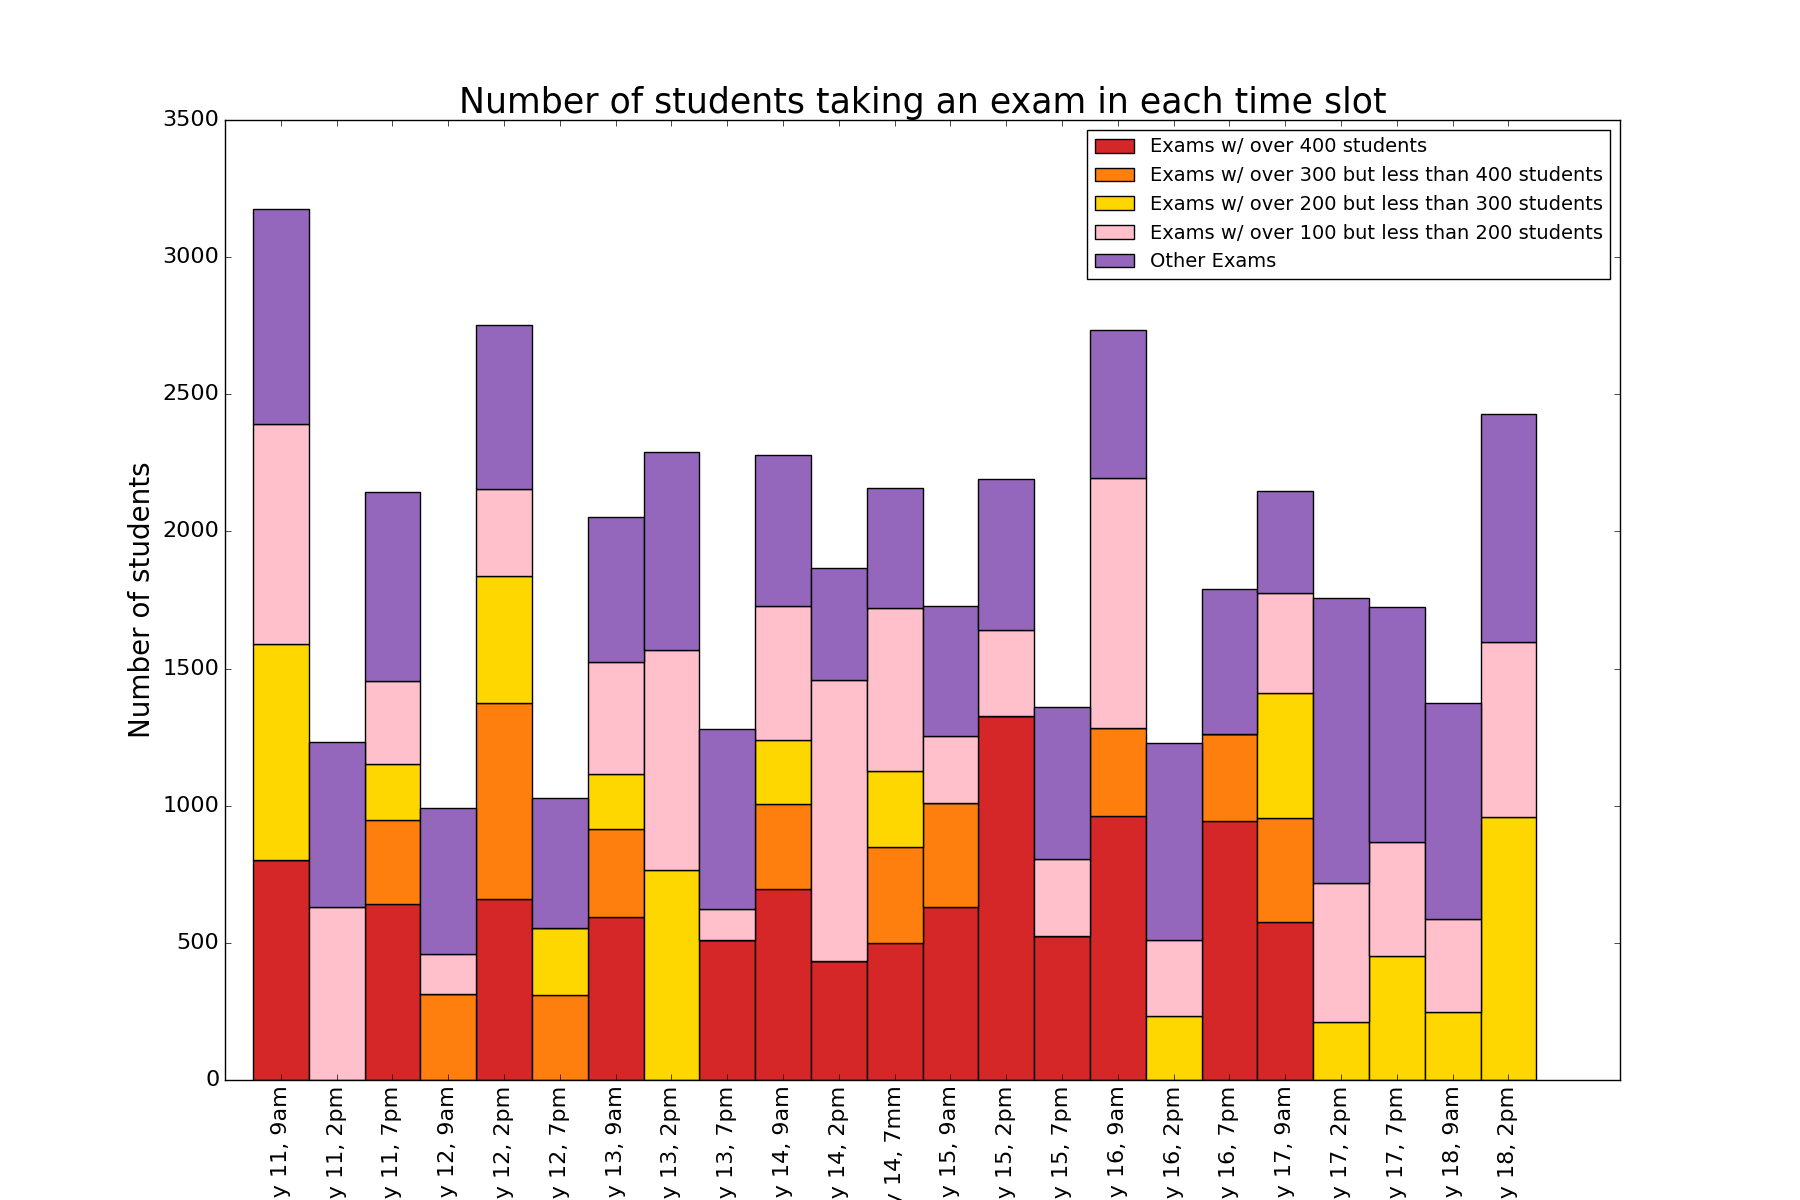 Number of students taking an exam in each time slot
3500
3000
2500
2000
1500
1000
500
0
Number of students
Exams w/ over 400 students
Exams w/ over 300 but less than 400 students
Exams w/ over 200 but less than 300 students
Exams w/ over 100 but less than 200 students
Other Exams
y 11, 9am
y 11, 2pm
y 11, 7pm
y 12, 9am
y 12, 2pm
y 12, 7pm
y 13, 9am
y 13, 2pm
y 13, 7pm
y 14, 9am
y 14, 2pm
y 14, 7mm
y 15, 9am
y 15, 2pm
y 15, 7pm
y 16, 9am
y 16, 2pm
y 16, 7pm
y 17, 9am
y 17, 2pm
y 17, 7pm
y 18, 9am
y 18, 2pm